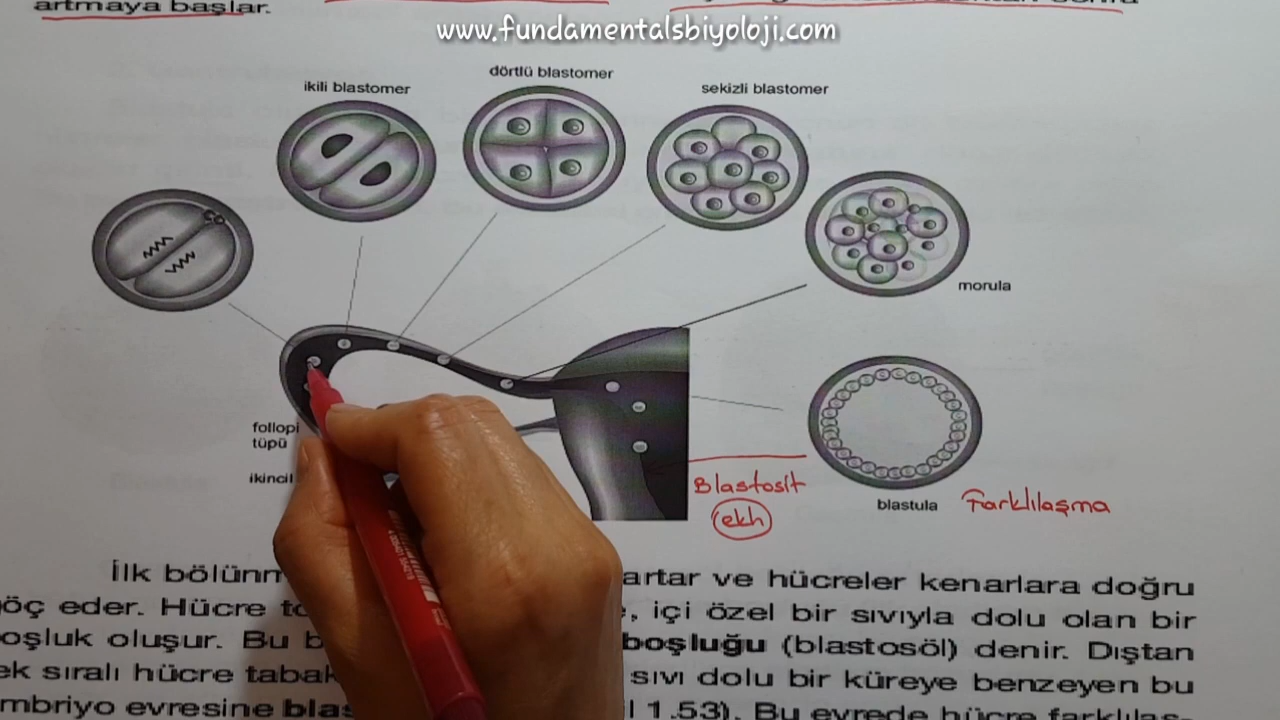 artmaya başlar.
www.fundamentalsbiyoloji.com
dörtlü blastomer
ikili blastomer
sekizli blastomer
morula
follopi
tüpü
ikincil
Blastosit
ekh
blastula
Farklılaşma
İlk bölünm artar ve hücreler kenarlara doğru
öç eder. Hücre to e, içi özel bir sıvıyla dolu olan bir
oşluk oluşur. Bu b boşluğu (blastosöl) denir. Dıştan
ek sıralı hücre tabak sıvı dolu bir küreye benzeyen bu
mbriyo evresine blas l 1.53). Bu evrede hücre farklılaş-